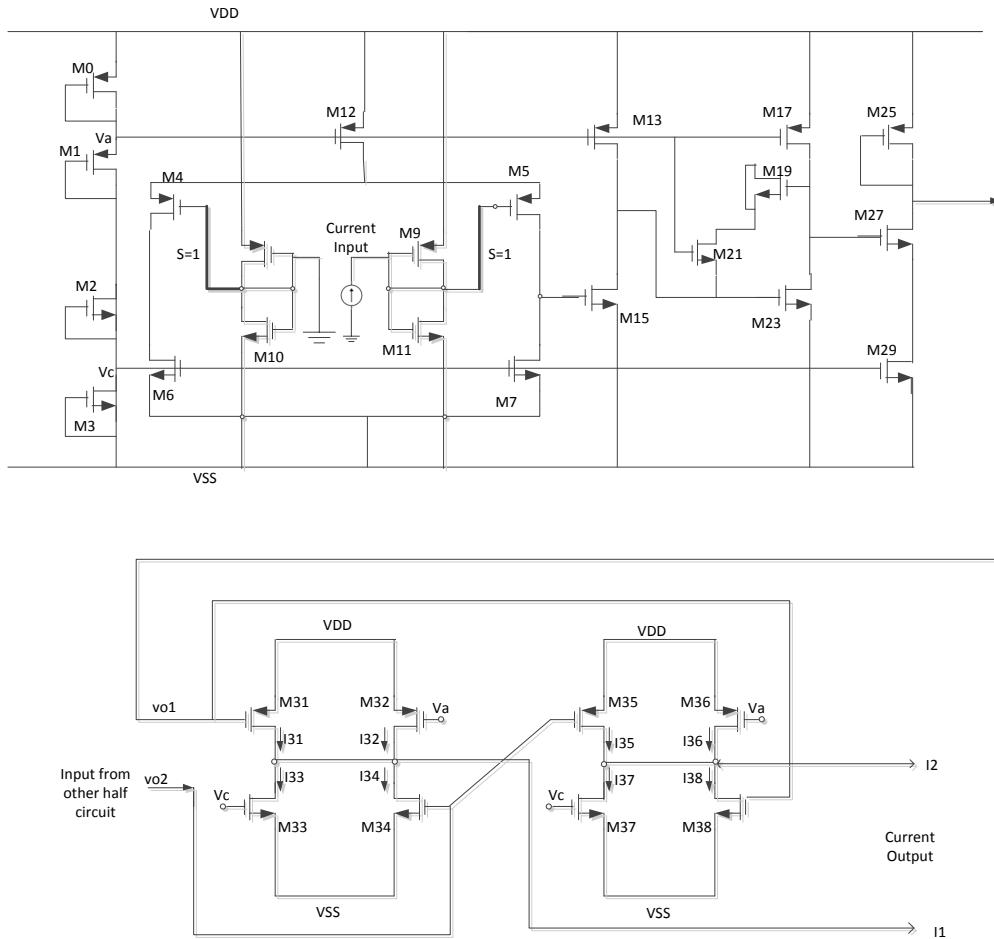 VDD
M0
M12
M13
M17
M25
Va
M1
M4
M5
M19
Current
Input
M9
M27
S=1
S=1
M21
M2
M15
M23
M10
M11
M29
Vc
M6
M7
M3
VSS
VDD
VDD
M31
M32
M35
M36
vo1
Va
Va
I31
I32
I35
I36
I2
Input from
other half
circuit
vo2
I33
I34
I37
I38
Vc
Vc
M33
M34
M37
M38
Current
Output
VSS
VSS
I1